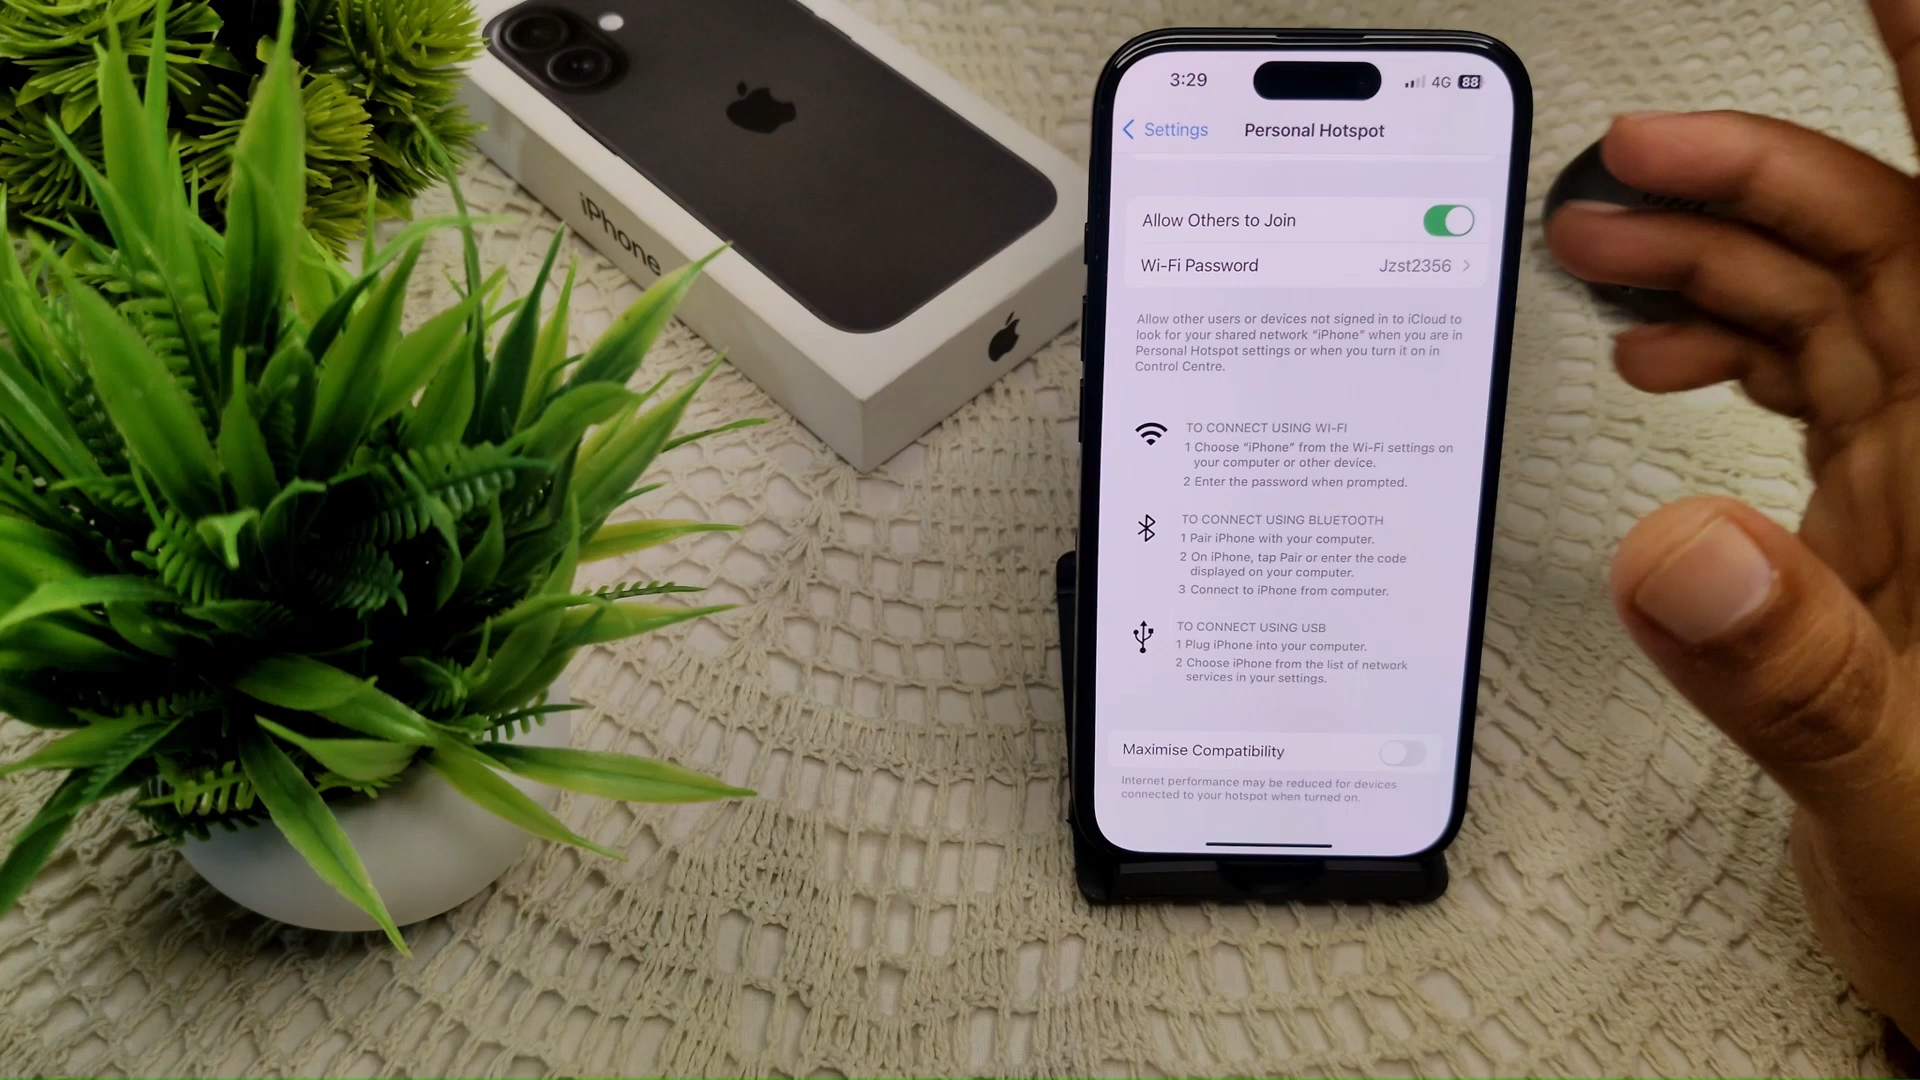 iPhone
3:29
4G 88
Settings
Personal Hotspot
Allow Others to Join
Wi-Fi Password
Jzst2356
Allow other users or devices not signed in to iCloud to
look for your shared network “iPhone” when you are in
Personal Hotspot settings or when you turn it on in
Control Centre.
TO CONNECT USING WI-FI
1 Choose “iPhone” from the Wi-Fi settings on
your computer or other device.
2 Enter the password when prompted.
TO CONNECT USING BLUETOOTH
1 Pair iPhone with your computer.
2 On iPhone, tap Pair or enter the code
displayed on your computer.
3 Connect to iPhone from computer.
TO CONNECT USING USB
1 Plug iPhone into your computer.
2 Choose iPhone from the list of network
services in your settings.
Maximise Compatibility
Internet performance may be reduced for devices
connected to your hotspot when turned on.